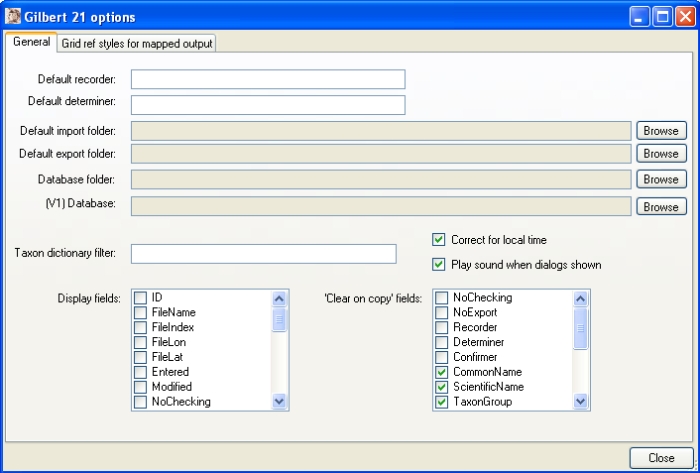 Gilbert 21 options
General
Grid ref styles for mapped output
Default recorder:
Default determiner:
Default import folder:
Browse
Default export folder:
Browse
Database folder:
Browse
(V1) Database:
Browse
Taxon dictionary filter:
Correct for local time
Play sound when dialogs shown
Display fields:
ID
FileName
FileIndex
FileLon
FileLat
Entered
Modified
NoChecking
'Clear on copy' fields:
NoChecking
NoExport
Recorder
Determiner
Confirmer
CommonName
ScientificName
TaxonGroup
Close